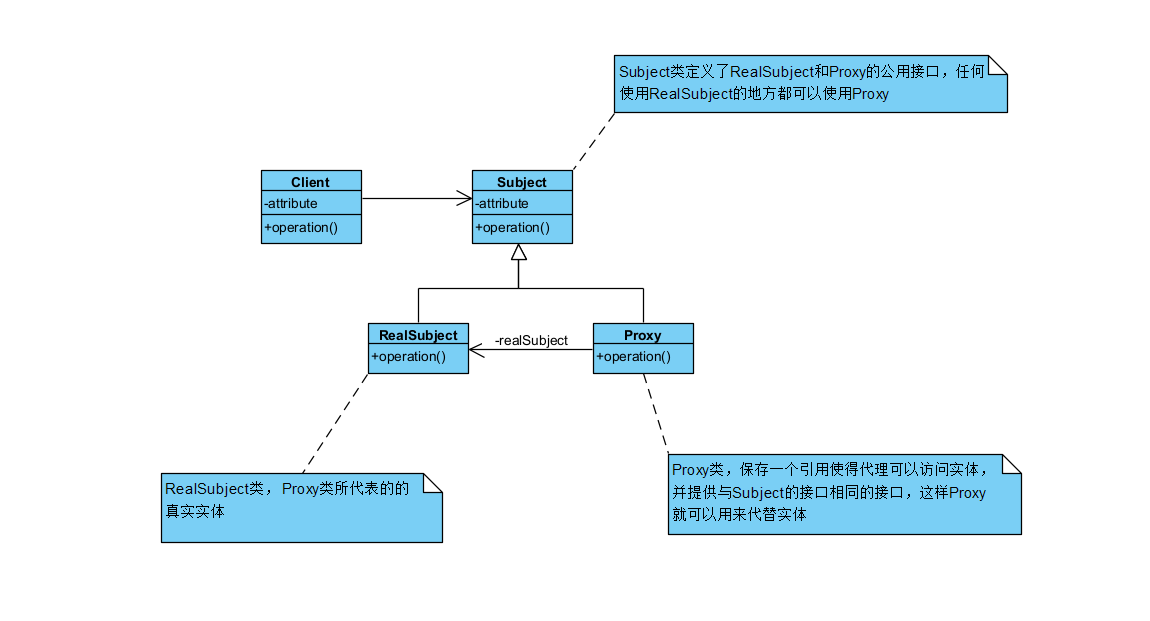 Subject类定义了RealSubject和Proxy的公用接口，任何
使用RealSubject的地方都可以使用Proxy
Client
-attribute
+operation()
Subject
-attribute
+operation()
RealSubject
+operation()
-realSubject
Proxy
+operation()
RealSubject类， Proxy类所代表的的
真实实体
Proxy类，保存一个引用使得代理可以访问实体，
并提供与Subject的接口相同的接口，这样Proxy
就可以用来代替实体